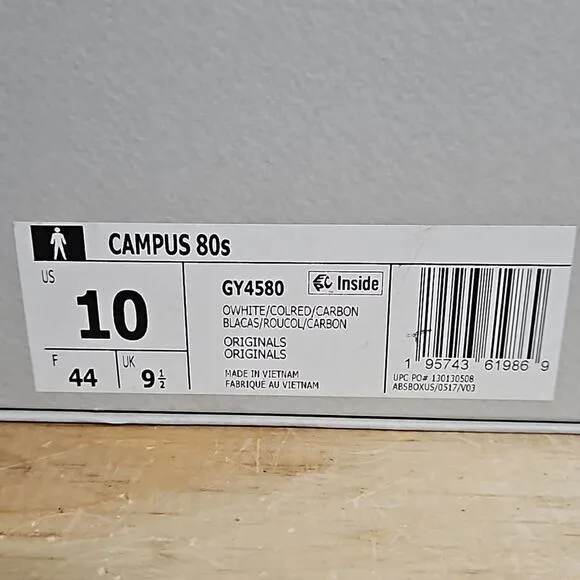 CAMPUS 80s
US
10
F
44
UK
9 1/2
GY4580
Inside
OWHITE/COLRED/CARBON
BLACAS/ROUCOL/CARBON
ORIGINALS
ORIGINALS
MADE IN VIETNAM
FABRIQUÉ AU VIETNAM
1 95743 61986 9
UPC PO# 130130508
ABSBOXUS/0517/V03